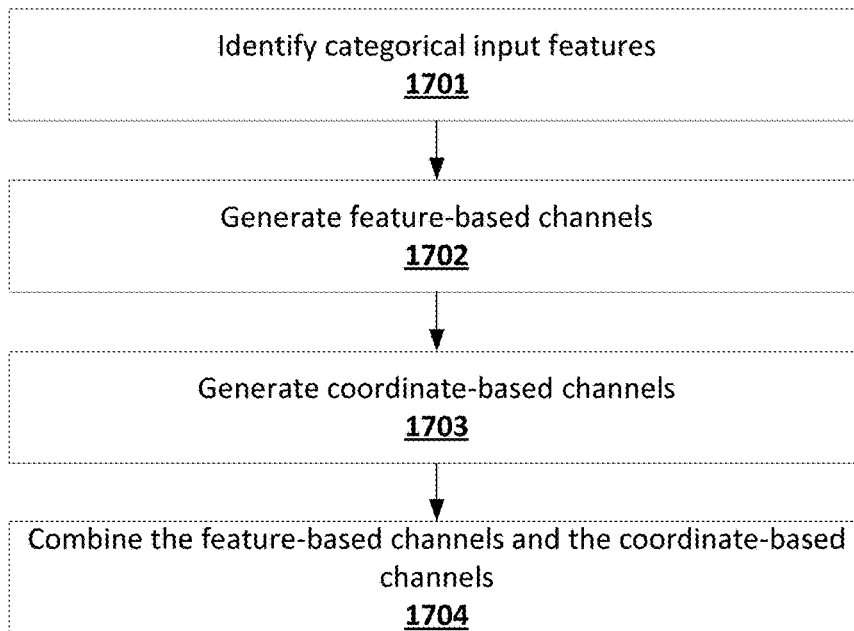 Identify categorical input features
1701
Generate feature-based channels
1702
Generate coordinate-based channels
1703
Combine the feature-based channels and the coordinate-based
channels
1704